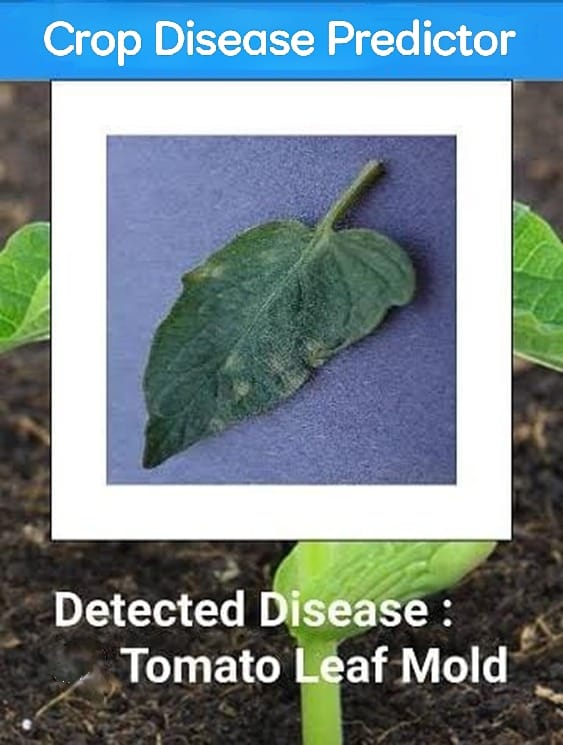 Crop Disease Predictor
Detected Disease :
Tomato Leaf Mold